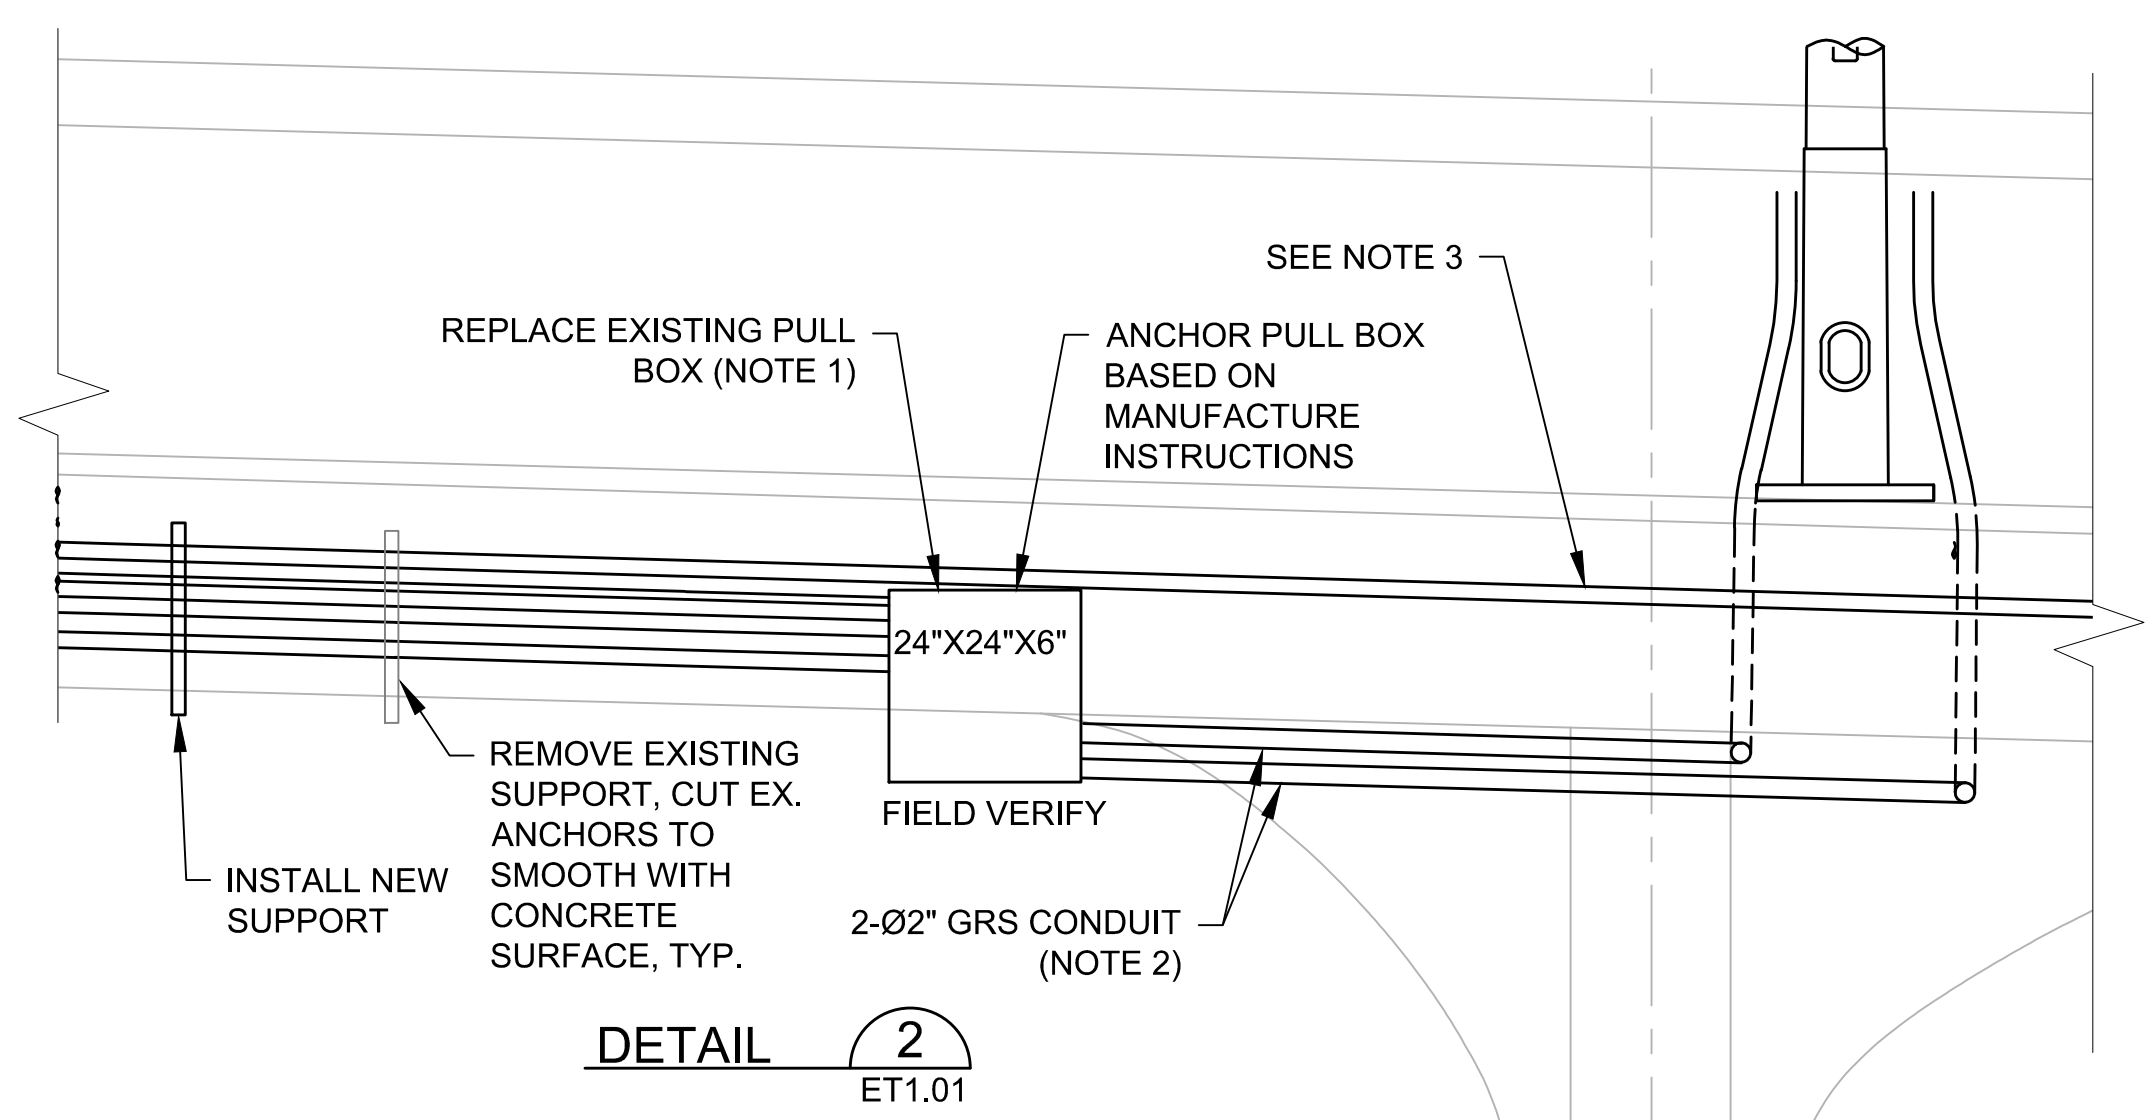 SEE NOTE 3
REPLACE EXISTING PULL
BOX (NOTE 1)
ANCHOR PULL BOX
BASED ON
MANUFACTURE
INSTRUCTIONS
24"X24"X6"
FIELD VERIFY
REMOVE EXISTING
SUPPORT, CUT EX.
ANCHORS TO
SMOOTH WITH
CONCRETE
SURFACE, TYP.
INSTALL NEW
SUPPORT
2-Ø2" GRS CONDUIT
(NOTE 2)
DETAIL 2
ET1.01